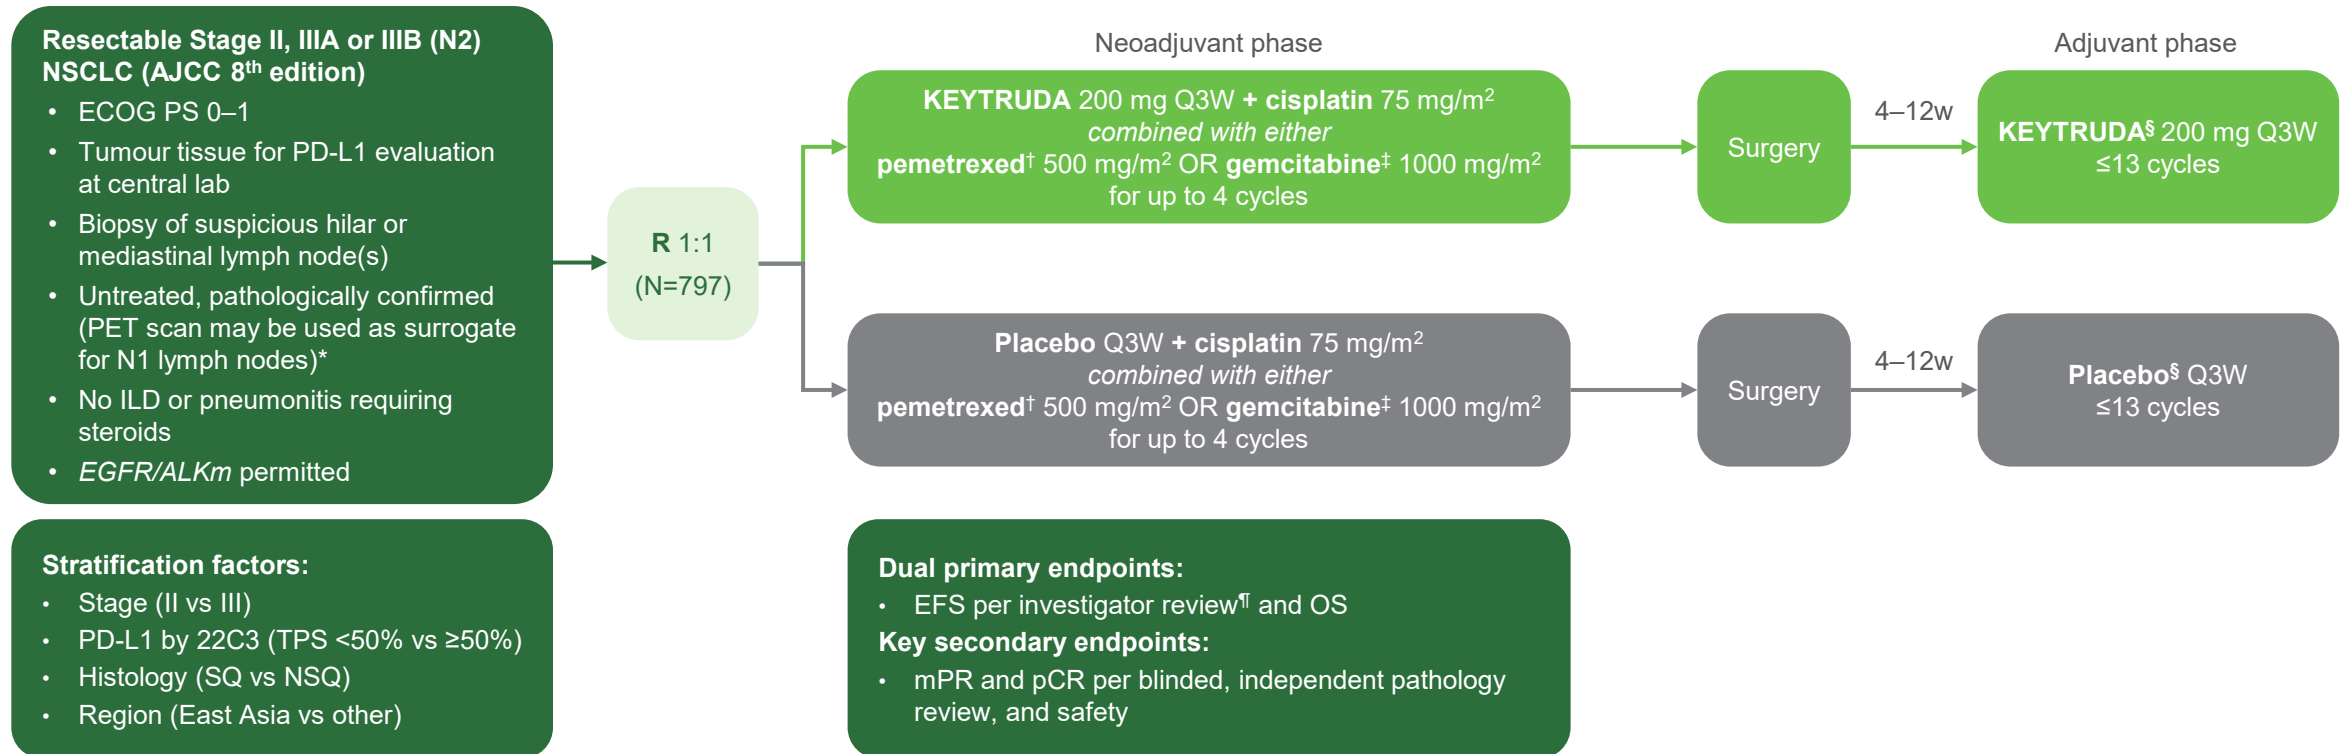 Resectable Stage II, IIIA or IIIB (N2)
NSCLC (AJCC 8th edition)
• ECOG PS 0–1
• Tumour tissue for PD-L1 evaluation
at central lab
• Biopsy of suspicious hilar or
mediastinal lymph node(s)
• Untreated, pathologically confirmed
(PET scan may be used as surrogate
for N1 lymph nodes)*
• No ILD or pneumonitis requiring
steroids
• EGFR/ALKm permitted
Stratification factors:
• Stage (II vs III)
• PD-L1 by 22C3 (TPS <50% vs ≥50%)
• Histology (SQ vs NSQ)
• Region (East Asia vs other)
R 1:1
(N=797)
Neoadjuvant phase
KEYTRUDA 200 mg Q3W + cisplatin 75 mg/m²
combined with either
pemetrexed† 500 mg/m² OR gemcitabine‡ 1000 mg/m²
for up to 4 cycles
Surgery
4–12w
Adjuvant phase
KEYTRUDA§ 200 mg Q3W
≤13 cycles
Placebo Q3W + cisplatin 75 mg/m²
combined with either
pemetrexed† 500 mg/m² OR gemcitabine‡ 1000 mg/m²
for up to 4 cycles
Surgery
4–12w
Placebo§ Q3W
≤13 cycles
Dual primary endpoints:
• EFS per investigator review¶ and OS
Key secondary endpoints:
• mPR and pCR per blinded, independent pathology
review, and safety